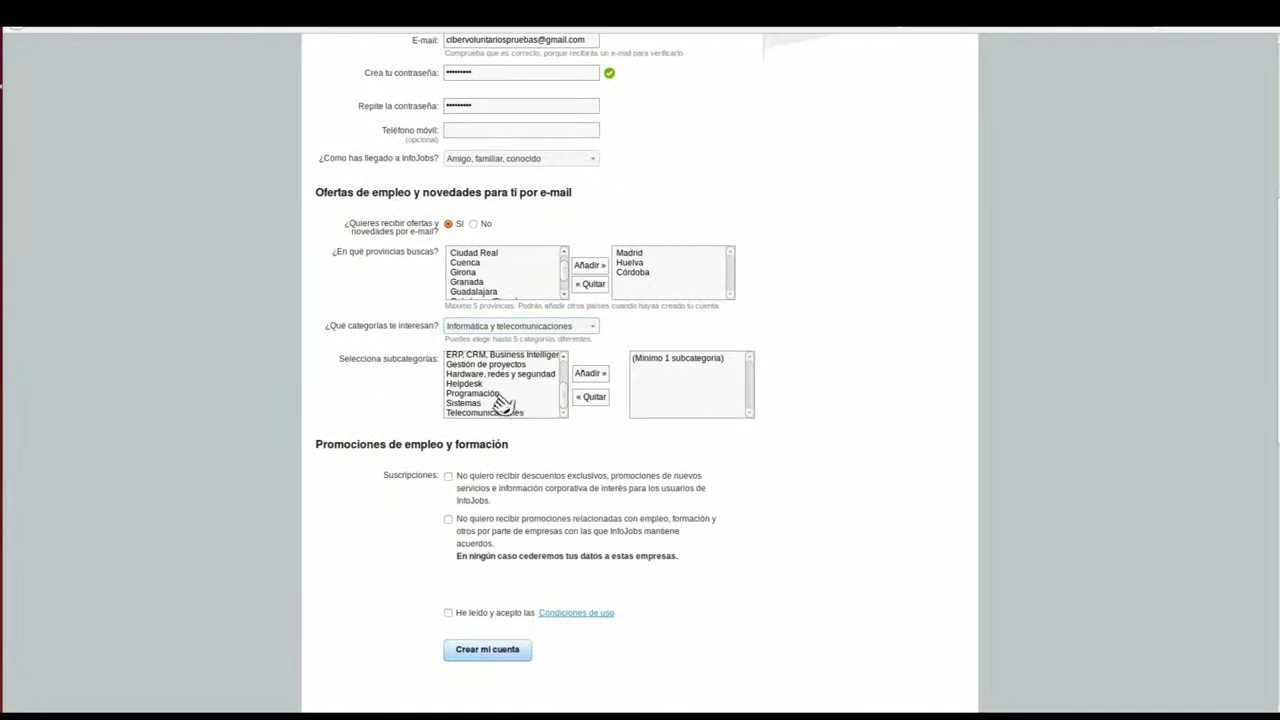 E-mail: cibervoluntariospruebas@gmail.com
Comprueba que es correcto, porque recibirás un e-mail para verificarlo.
Crea tu contraseña: •••••••••
Repite la contraseña: •••••••••
Teléfono móvil:
(opcional)
¿Cómo has llegado a InfoJobs? Amigo, familiar, conocido
Ofertas de empleo y novedades para ti por e-mail
¿Quieres recibir ofertas y
novedades por e-mail? Sí No
¿En qué provincias buscas?
Ciudad Real
Cuenca
Girona
Granada
Guadalajara
Añadir »
« Quitar
Madrid
Huelva
Córdoba
Máximo 5 provincias. Podrás añadir otros países cuando hayas creado tu cuenta.
¿Qué categorías te interesan? Informática y telecomunicaciones
Puedes elegir hasta 5 categorías diferentes.
Selecciona subcategorías:
ERP, CRM, Business Intelliger
Gestión de proyectos
Hardware, redes y seguridad
Helpdesk
Programación
Sistemas
Añadir »
« Quitar
(Mínimo 1 subcategoría)
Promociones de empleo y formación
Suscripciones: No quiero recibir descuentos exclusivos, promociones de nuevos
servicios e información corporativa de interés para los usuarios de
InfoJobs.
No quiero recibir promociones relacionadas con empleo, formación y
otros por parte de empresas con las que InfoJobs mantiene
acuerdos.
En ningún caso cederemos tus datos a estas empresas.
He leído y acepto las Condiciones de uso
Crear mi cuenta